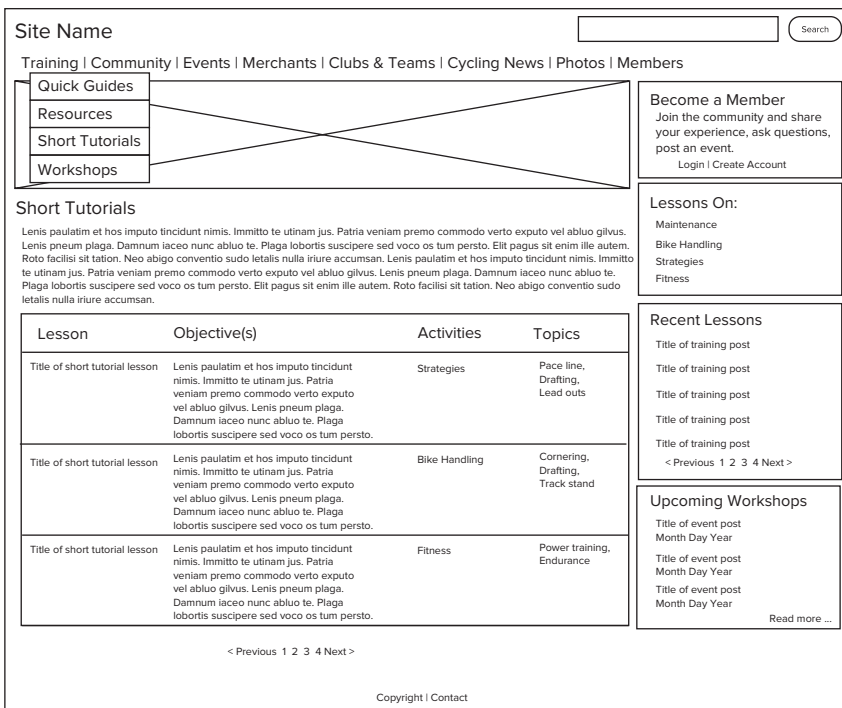 Site Name
Search
Training | Community | Events | Merchants | Clubs & Teams | Cycling News | Photos | Members
Quick Guides
Resources
Short Tutorials
Workshops
Become a Member
Join the community and share
your experience, ask questions,
post an event.
Login | Create Account
Short Tutorials
Lenis paulatim et hos imputo tincidunt nimis. Immitto te utinam jus. Patria veniam premo commodo verto exputo vel abluo gilvus.
Lenis pneum plaga. Damnum iaceo nunc abluo te. Plaga lobortis suscipere sed voco os tum persto. Elit pagus sit enim ille autem.
Roto facilisi sit tation. Neo abigo conventio sudo letalis nulla iriure accumsan. Lenis paulatim et hos imputo tincidunt nimis. Immitto
te utinam jus. Patria veniam premo commodo verto exputo vel abluo gilvus. Lenis pneum plaga. Damnum iaceo nunc abluo te.
Plaga lobortis suscipere sed voco os tum persto. Elit pagus sit enim ille autem. Roto facilisi sit tation. Neo abigo conventio sudo
letalis nulla iriure accumsan.
Lesson Objective(s) Activities Topics
Title of short tutorial lesson
Lenis paulatim et hos imputo tincidunt
nimis. Immitto te utinam jus. Patria
veniam premo commodo verto exputo
vel abluo gilvus. Lenis pneum plaga.
Damnum iaceo nunc abluo te. Plaga
lobortis suscipere sed voco os tum persto.
Strategies
Pace line,
Drafting,
Lead outs
Title of short tutorial lesson
Lenis paulatim et hos imputo tincidunt
nimis. Immitto te utinam jus. Patria
veniam premo commodo verto exputo
vel abluo gilvus. Lenis pneum plaga.
Damnum iaceo nunc abluo te. Plaga
lobortis suscipere sed voco os tum persto.
Bike Handling
Cornering,
Drafting,
Track stand
Title of short tutorial lesson
Lenis paulatim et hos imputo tincidunt
nimis. Immitto te utinam jus. Patria
veniam premo commodo verto exputo
vel abluo gilvus. Lenis pneum plaga.
Damnum iaceo nunc abluo te. Plaga
lobortis suscipere sed voco os tum persto.
Fitness
Power training,
Endurance
< Previous 1 2 3 4 Next >
Lessons On:
Maintenance
Bike Handling
Strategies
Fitness
Recent Lessons
Title of training post
Title of training post
Title of training post
Title of training post
Title of training post
< Previous 1 2 3 4 Next >
Upcoming Workshops
Title of event post
Month Day Year
Title of event post
Month Day Year
Title of event post
Month Day Year
Read more ...
Copyright | Contact